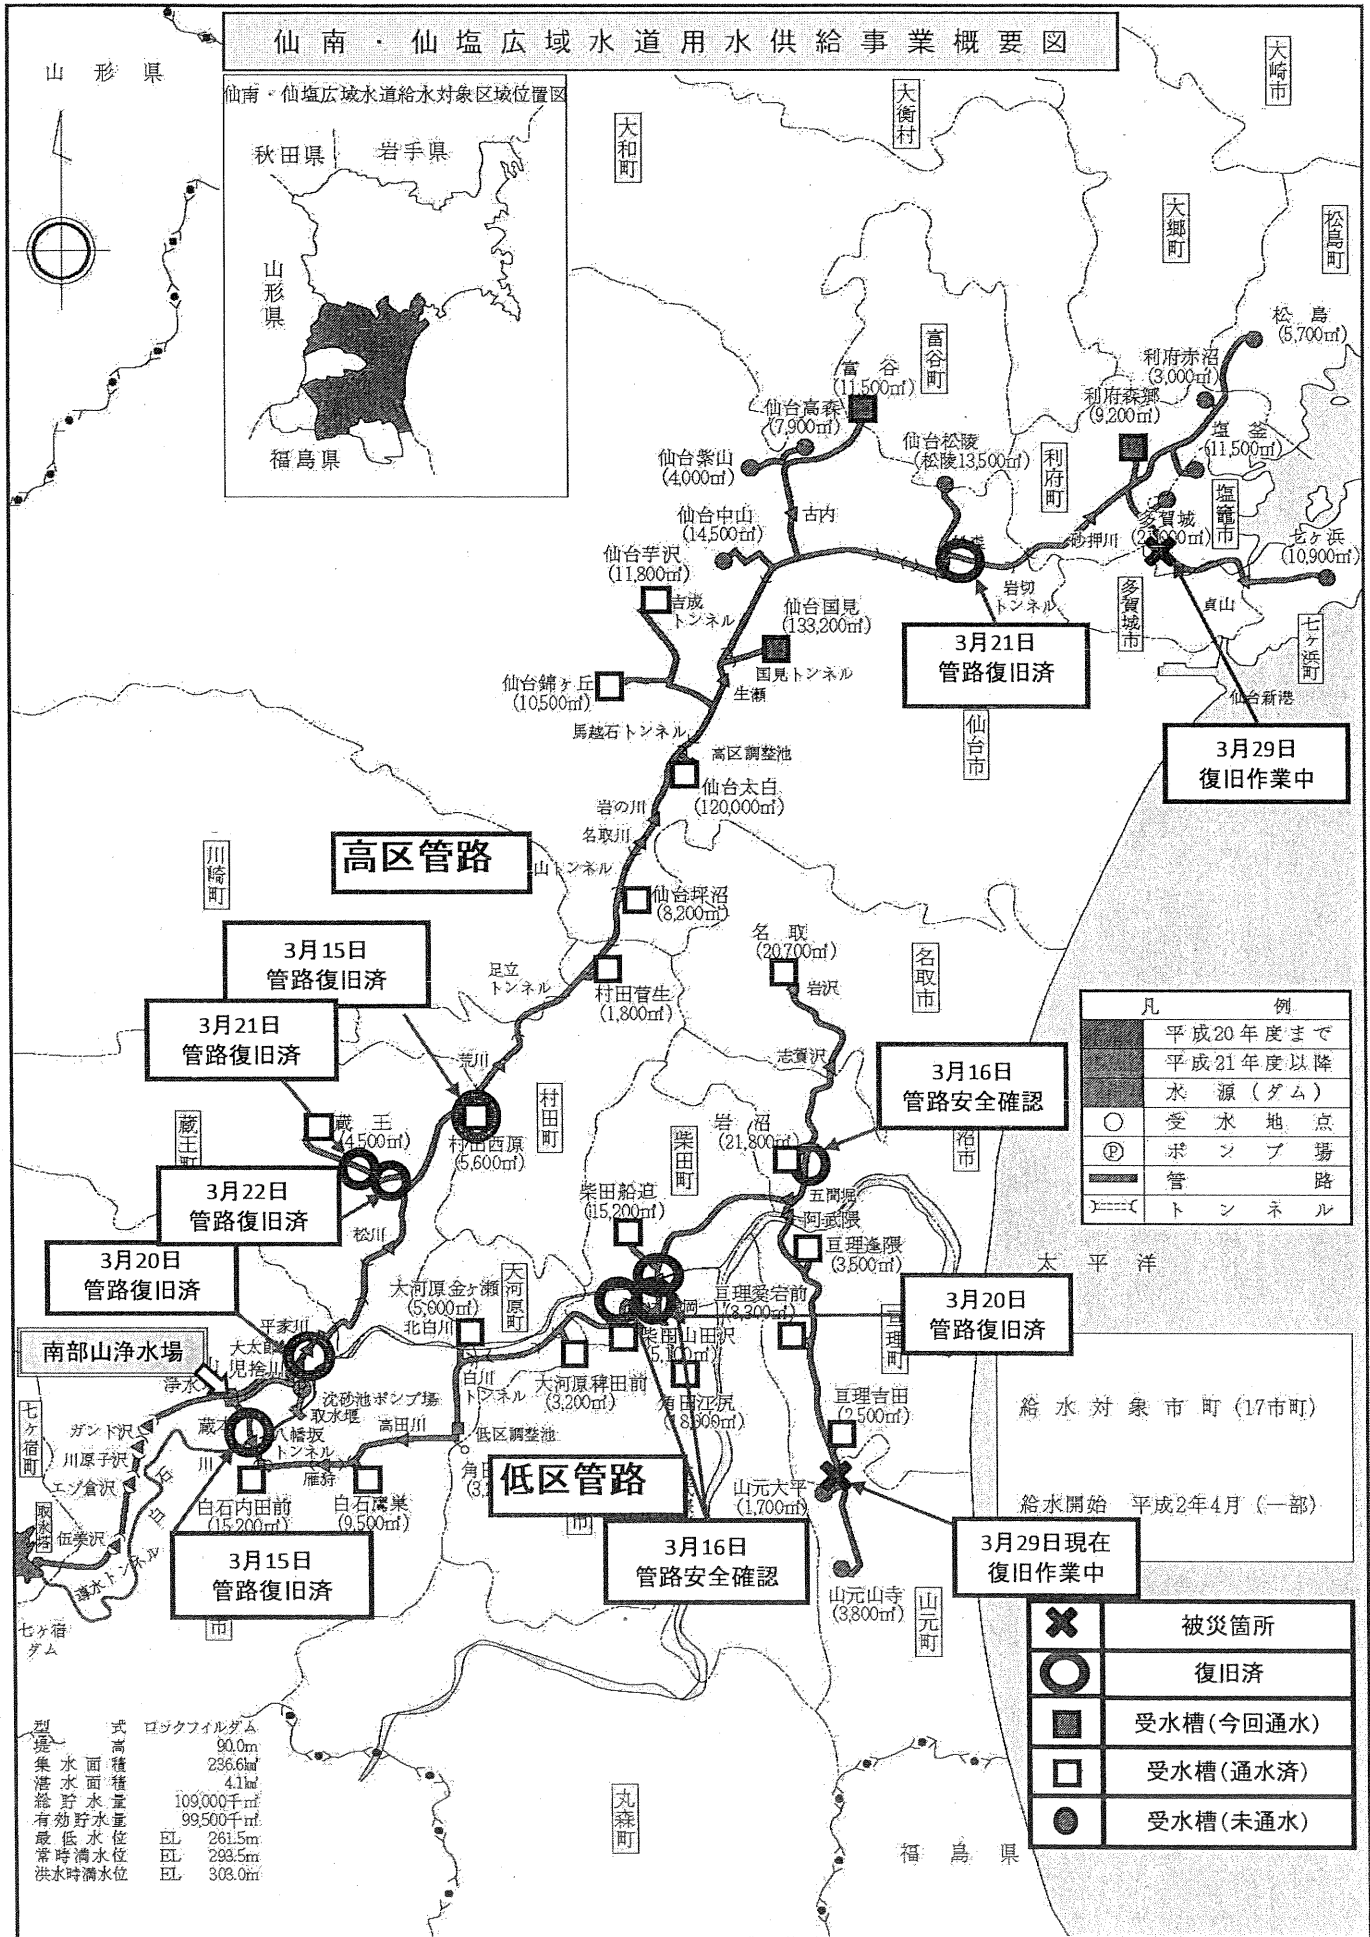 仙南・仙塩広域水道用水供給事業概要図
山形県
仙南・仙塩広域水道給水対象区域位置図
秋田県
岩手県
山形県
福島県
大和町
大衡村
大崎市
大郷町
松島町
富谷町
松島
(5,700㎥)
利府赤沼
(3,000㎥)
利府森郷
(9,200㎥)
塩釜
(11,500㎥)
富谷
(11,500㎥)
仙台高森
(7,900㎥)
仙台紫山
(4,000㎥)
仙台松陵
(松陵13,500㎥)
利府町
仙台中山
(14,500㎥)
古内
砂押川
多賀城
塩竈市
七ヶ浜
(10,900㎥)
仙台芋沢
(11,800㎥)
吉成
トンネル
岩切
トンネル
仙台国見
(133,200㎥)
国見トンネル
多賀城市
貞山
七ヶ浜町
3月21日
管路復旧済
仙台錦ヶ丘
(10,500㎥)
生瀬
仙台新港
馬越石トンネル
高区調整池
仙台市
3月29日
復旧作業中
仙台太白
(120,000㎥)
岩の川
名取川
高区管路
山トンネル
川崎町
仙台坪沼
(8,200㎥)
3月15日
管路復旧済
足立
トンネル
村田菅生
(1,800㎥)
名取
(20,700㎥)
岩沢
名取市
3月21日
管路復旧済
荒川
志賀沢
3月16日
管路安全確認
凡例
平成20年度まで
平成21年度以降
水源(ダム)
受水地点
Ⓟ ポンプ場
管路
トンネル
蔵王
(4,500㎥)
蔵王町
村田西原
(5,600㎥)
村田町
柴田町
岩沼
(21,800㎥)
沼市
3月22日
管路復旧済
柴田船迫
(15,200㎥)
五間堀
阿武隈
松川
亘理逢隈
(3,500㎥)
太平洋
3月20日
管路復旧済
大河原金ヶ瀬
(5,000㎥)
大河原町
北白川
亘理愛宕前
(8,300㎥)
亘理町
3月20日
管路復旧済
平家川
大太郎
児捨川
南部山浄水場
柴田山田沢
大河原稗田前
(3,200㎥)
白川
トンネル
角田江尻
亘理吉田
(2,500㎥)
給水対象市町(17市町)
給水開始 平成2年4月(一部)
沈砂池ポンプ場
取水堰
高田川
低区調整池
八幡坂
トンネル
雁狩
七ヶ宿町
ガンド沢
川原子沢
エゾ倉沢
伍美沢
導水トンネル
白石内田前
(15,200㎥)
白石鷹巣
(9,500㎥)
低区管路
山元大平
(1,700㎥)
3月15日
管路復旧済
3月16日
管路安全確認
3月29日現在
復旧作業中
山元山寺
(3,800㎥)
山元町
七ヶ宿
ダム
被災箇所
復旧済
受水槽(今回通水)
受水槽(通水済)
受水槽(未通水)
型式 ロックフィルダム
堤高 90.0m
集水面積 236.6k㎡
湛水面積 4.1k㎡
総貯水量 109,000千㎥
有効貯水量 99,500千㎥
最低水位 EL 261.5m
常時満水位 EL 293.5m
洪水時満水位 EL 303.0m
丸森町
福島県